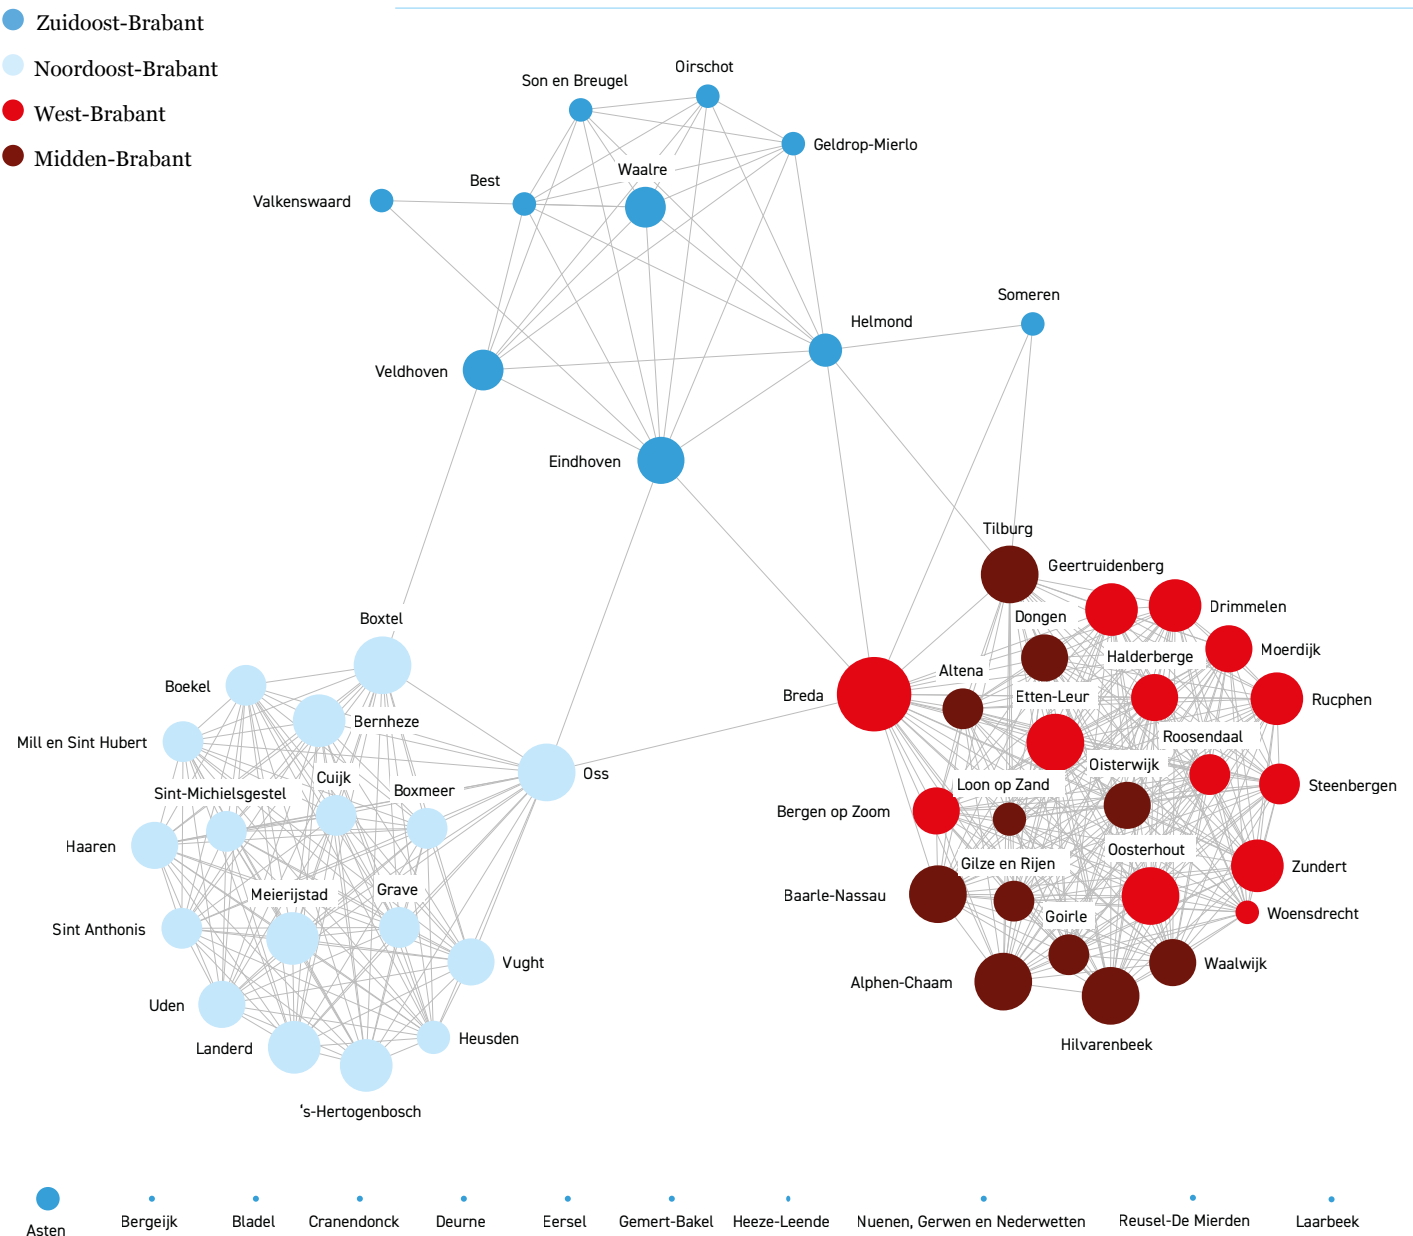 Zuidoost-Brabant
Noordoost-Brabant
West-Brabant
Midden-Brabant
Oirschot
Son en Breugel
Geldrop-Mierlo
Waalre
Best
Valkenswaard
Someren
Helmond
Veldhoven
Eindhoven
Tilburg
Geertruidenberg
Drimmelen
Dongen
Boxtel
Moerdijk
Halderberge
Altena
Boekel
Breda
Etten-Leur
Rucphen
Bernheze
Roosendaal
Mill en Sint Hubert
Oisterwijk
Oss
Cuijk
Loon op Zand
Steenbergen
Boxmeer
Sint-Michielsgestel
Bergen op Zoom
Haaren
Oosterhout
Gilze en Rijen
Zundert
Grave
Meierijstad
Baarle-Nassau
Woensdrecht
Goirle
Sint Anthonis
Vught
Waalwijk
Alphen-Chaam
Uden
Heusden
Hilvarenbeek
Landerd
‘s-Hertogenbosch
Asten
Bergeijk
Bladel
Cranendonck
Deurne
Eersel
Gemert-Bakel
Heeze-Leende
Nuenen, Gerwen en Nederwetten
Reusel-De Mierden
Laarbeek